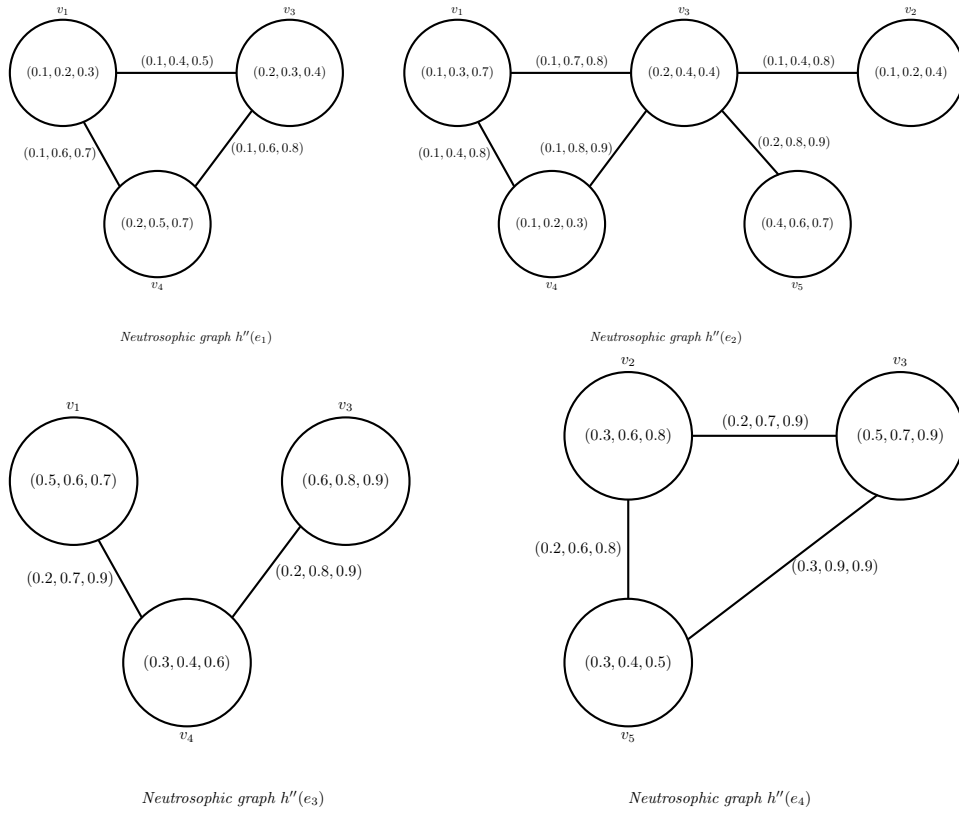 v₁ v₃ v₁ v₃ v₂
(0.1, 0.4, 0.5) (0.1, 0.7, 0.8) (0.1, 0.4, 0.8)
(0.1, 0.2, 0.3) (0.2, 0.3, 0.4) (0.1, 0.3, 0.7) (0.2, 0.4, 0.4) (0.1, 0.2, 0.4)
(0.1, 0.6, 0.7) (0.1, 0.6, 0.8) (0.1, 0.4, 0.8) (0.1, 0.8, 0.9) (0.2, 0.8, 0.9)
(0.2, 0.5, 0.7) (0.1, 0.2, 0.3) (0.4, 0.6, 0.7)
v₄ v₄ v₅
Neutrosophic graph h″(e₁) Neutrosophic graph h″(e₂)
v₂ v₃
v₁ v₃
(0.2, 0.7, 0.9)
(0.3, 0.6, 0.8) (0.5, 0.7, 0.9)
(0.5, 0.6, 0.7) (0.6, 0.8, 0.9)
(0.2, 0.6, 0.8)
(0.2, 0.7, 0.9) (0.2, 0.8, 0.9) (0.3, 0.9, 0.9)
(0.3, 0.4, 0.6) (0.3, 0.4, 0.5)
v₄ v₅
Neutrosophic graph h″(e₃) Neutrosophic graph h″(e₄)